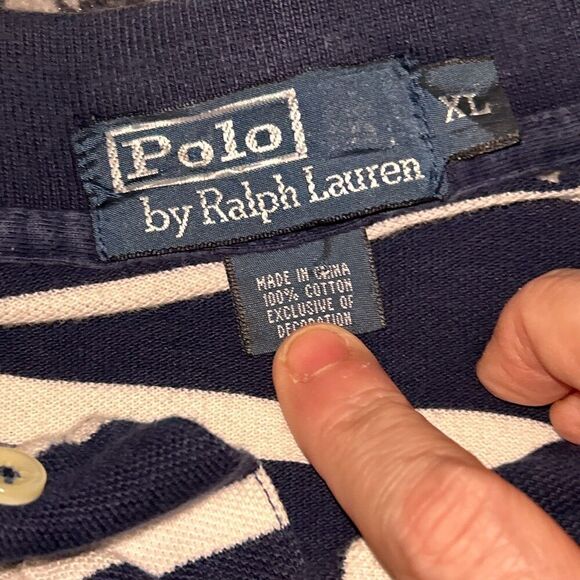 Polo
by Ralph Lauren
XL
MADE IN CHINA
100% COTTON
EXCLUSIVE OF
DECORATION